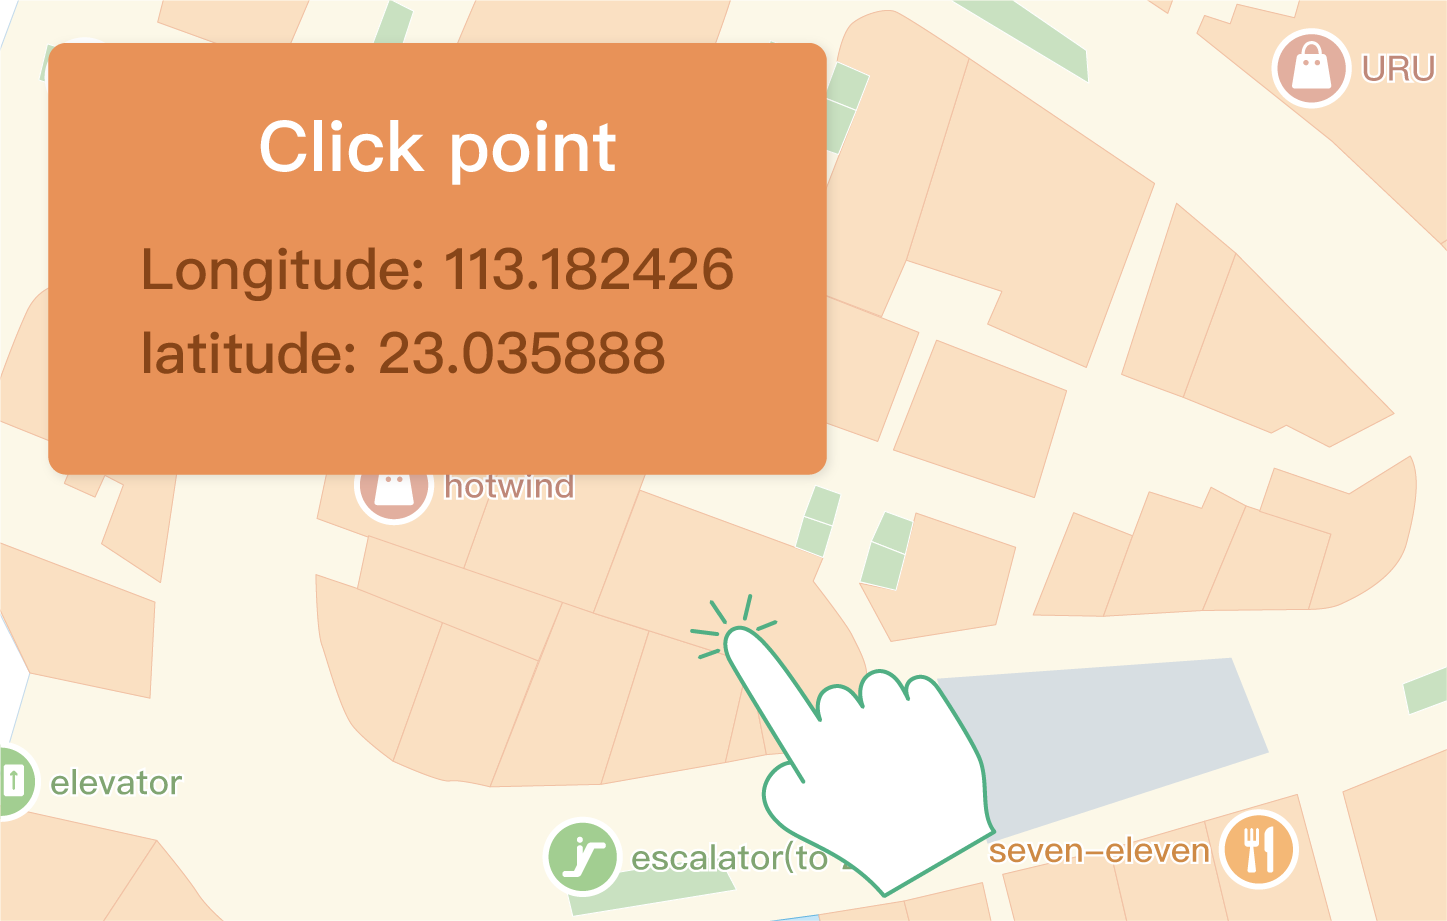 URU
Click point
Longitude: 113.182426
latitude: 23.035888
hotwind
elevator
escalator(to
seven-eleven